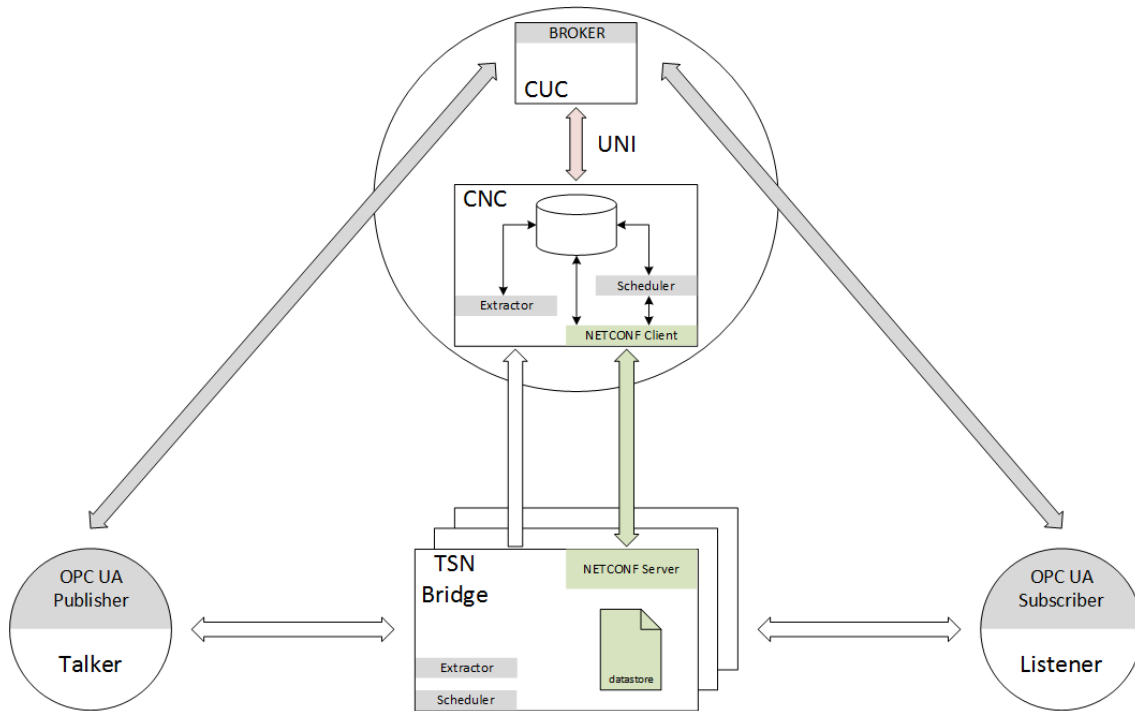 BROKER
CUC
UNI
CNC
Scheduler
Extractor
NETCONF Client
TSN
Bridge
NETCONF Server
datastore
Extractor
Scheduler
OPC UA
Publisher
Talker
OPC UA
Subscriber
Listener